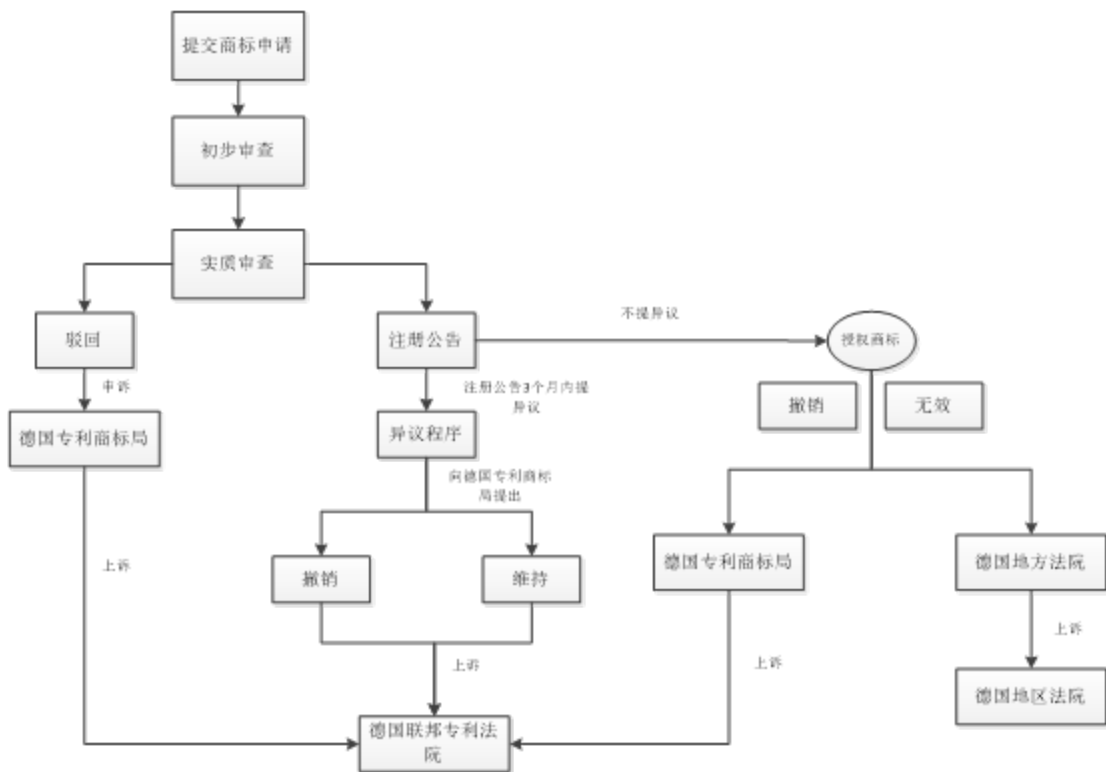 提交商标申请
初步审查
实质审查
驳回
注册公告
不提异议
授权商标
申诉
注册公告3个月内提
异议
撤销
无效
德国专利商标局
异议程序
向德国专利商标
局提出
上诉
撤销
维持
德国专利商标局
德国地方法院
上诉
上诉
上诉
德国地区法院
德国联邦专利法
院